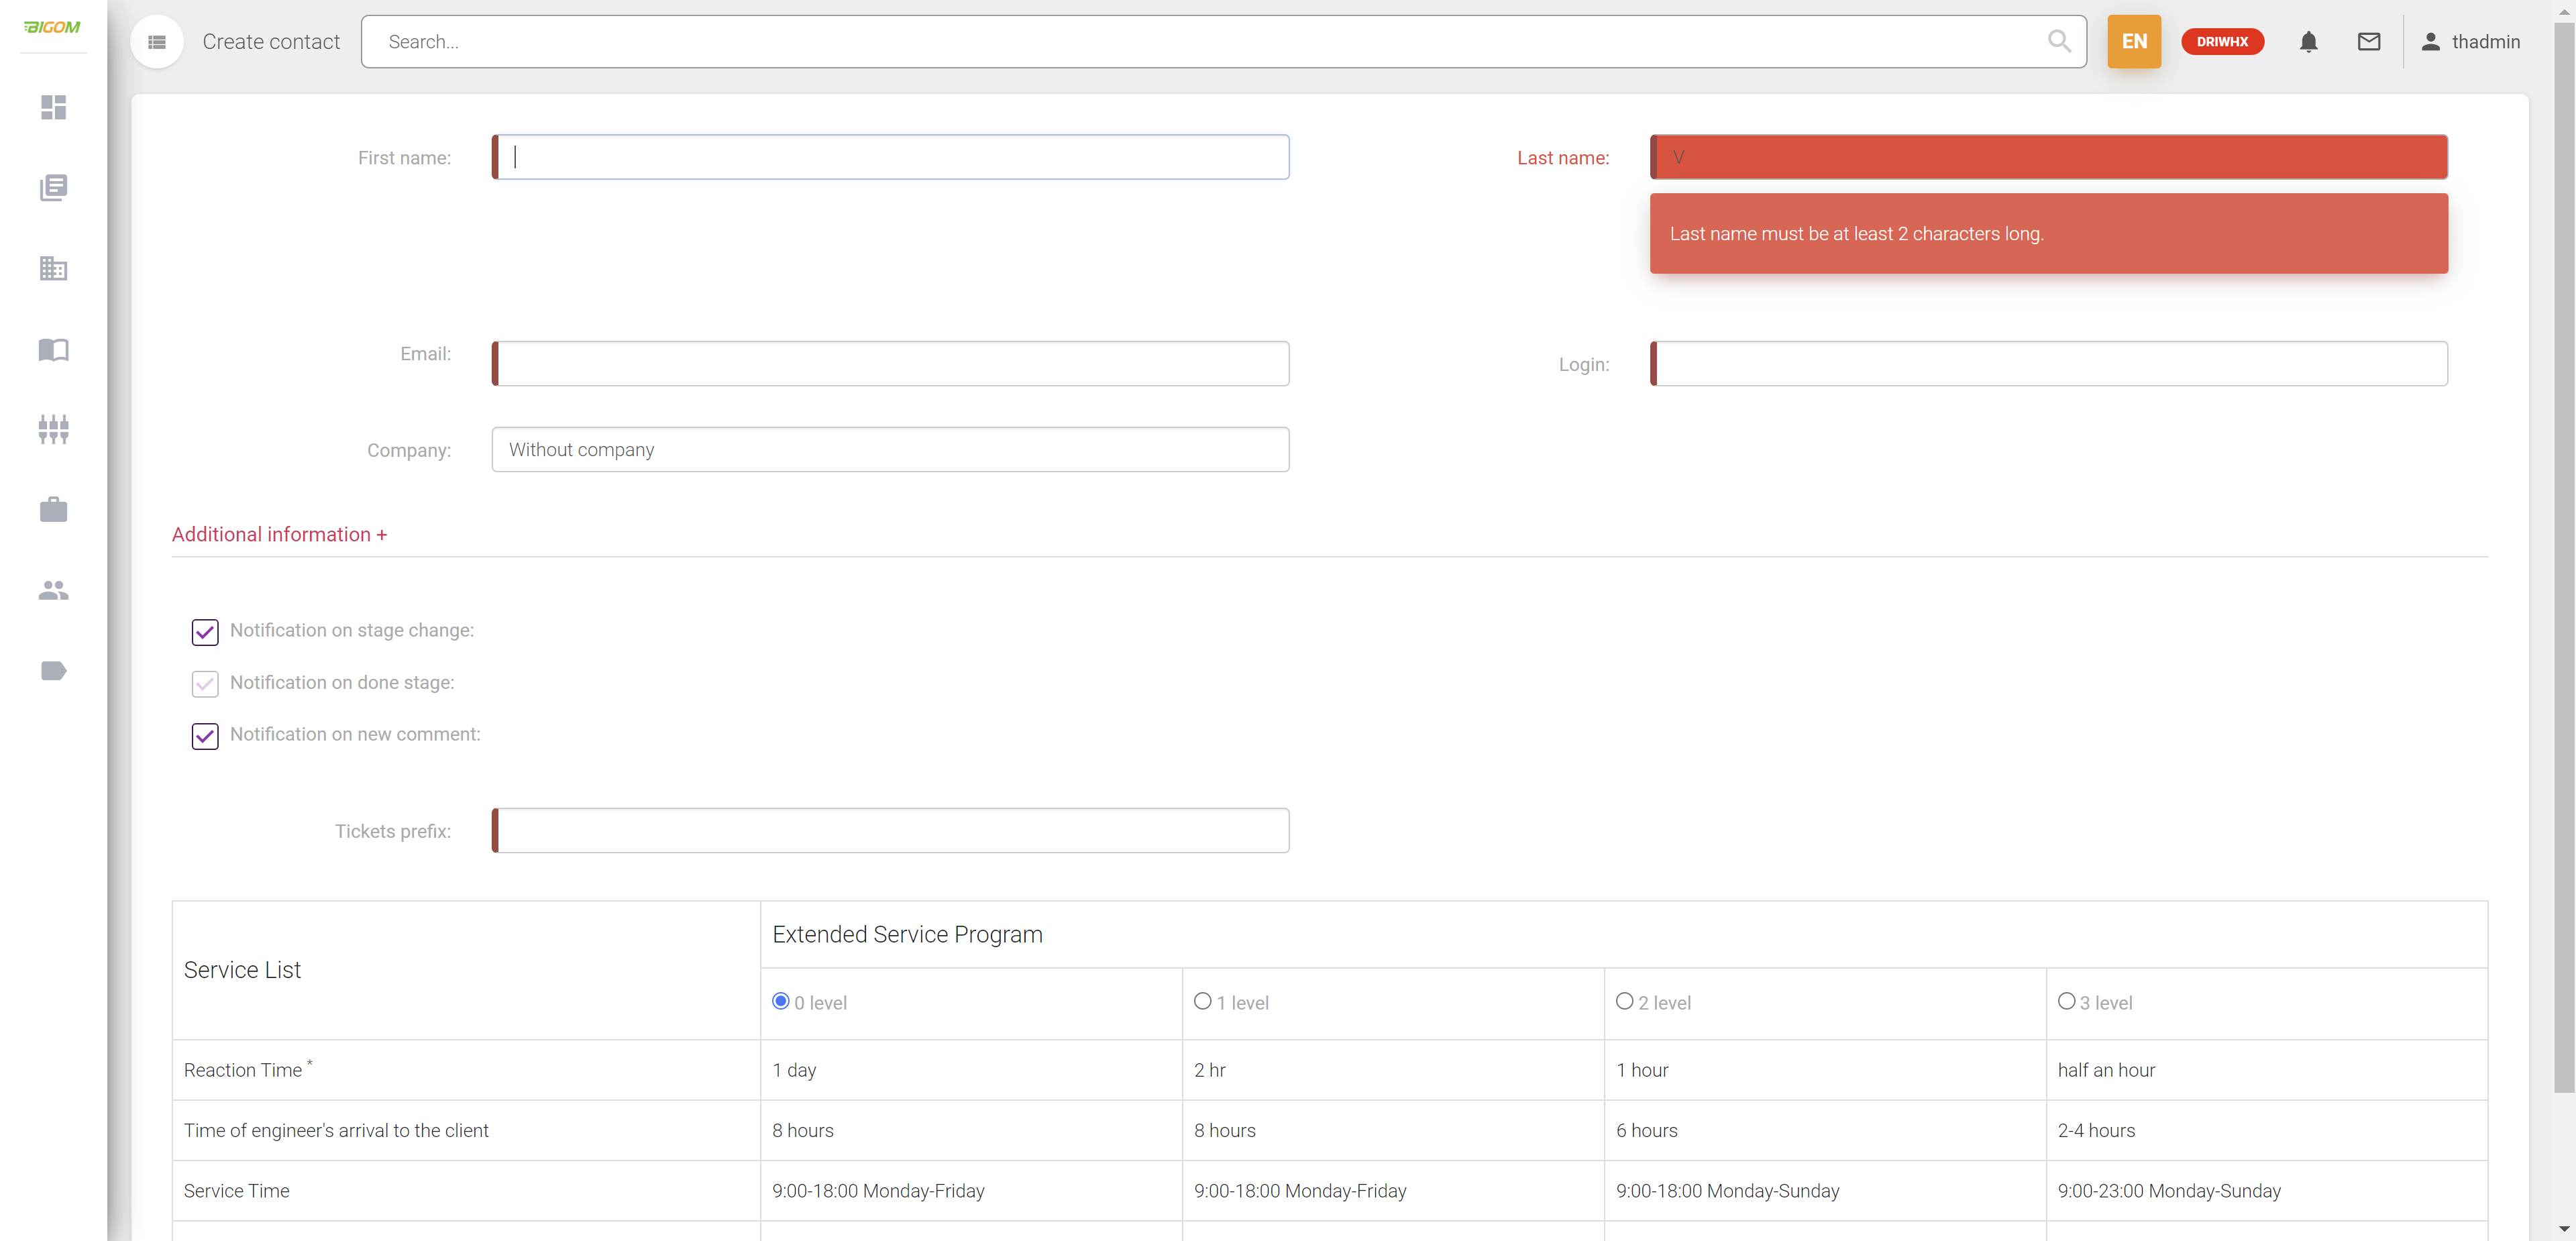 BIGOM
Create contact
Search...
EN
DRIWHX
thadmin
First name:
Last name:
V
Last name must be at least 2 characters long.
Email:
Login:
Company:
Without company
Additional information +
Notification on stage change:
Notification on done stage:
Notification on new comment:
Tickets prefix:
Service List
Extended Service Program
0 level
1 level
2 level
3 level
Reaction Time *
1 day
2 hr
1 hour
half an hour
Time of engineer's arrival to the client
8 hours
8 hours
6 hours
2-4 hours
Service Time
9:00-18:00 Monday-Friday
9:00-18:00 Monday-Friday
9:00-18:00 Monday-Sunday
9:00-23:00 Monday-Sunday